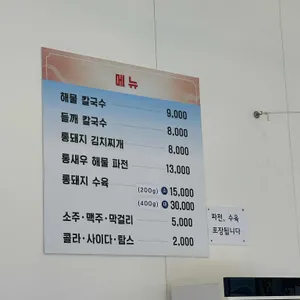 메뉴
해물 칼국수 9,000
들깨 칼국수 8,000
통돼지 김치찌개 8,000
통새우 해물 파전 13,000
통돼지 수육 (200g) 소 15,000
(400g) 대 30,000
소주·맥주·막걸리 5,000
콜라·사이다·탐스 2,000
파전, 수육
포장됩니다